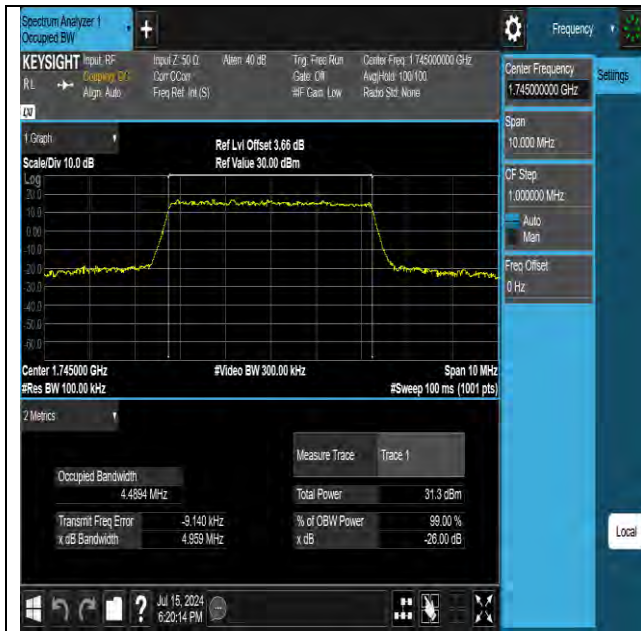 Spectrum Analyzer 1
Occupied BW
+
Frequency
KEYSIGHT Input: RF Input Z: 50 Ω Atten: 40 dB Trig: Free Run Center Freq: 1.745000000 GHz
RL Coupling: DC Corr CCorr Gate: Off Avg|Hold: 100/100
Align: Auto Freq Ref: Int (S) #IF Gain: Low Radio Std: None
LXI
Center Frequency
1.745000000 GHz
Settings
Span
10.000 MHz
CF Step
1.000000 MHz
Auto
Man
Freq Offset
0 Hz
1 Graph
Ref Lvl Offset 3.66 dB
Scale/Div 10.0 dB Ref Value 30.00 dBm
Log
20.0
10.0
0.00
-10.0
-20.0
-30.0
-40.0
-50.0
-60.0
Center 1.745000 GHz #Video BW 300.00 kHz Span 10 MHz
#Res BW 100.00 kHz #Sweep 100 ms (1001 pts)
2 Metrics
Measure Trace Trace 1
Occupied Bandwidth
4.4894 MHz
Total Power 31.3 dBm
Transmit Freq Error -9.140 kHz % of OBW Power 99.00 %
x dB Bandwidth 4.959 MHz x dB -26.00 dB
Local
? Jul 15, 2024
6:20:14 PM